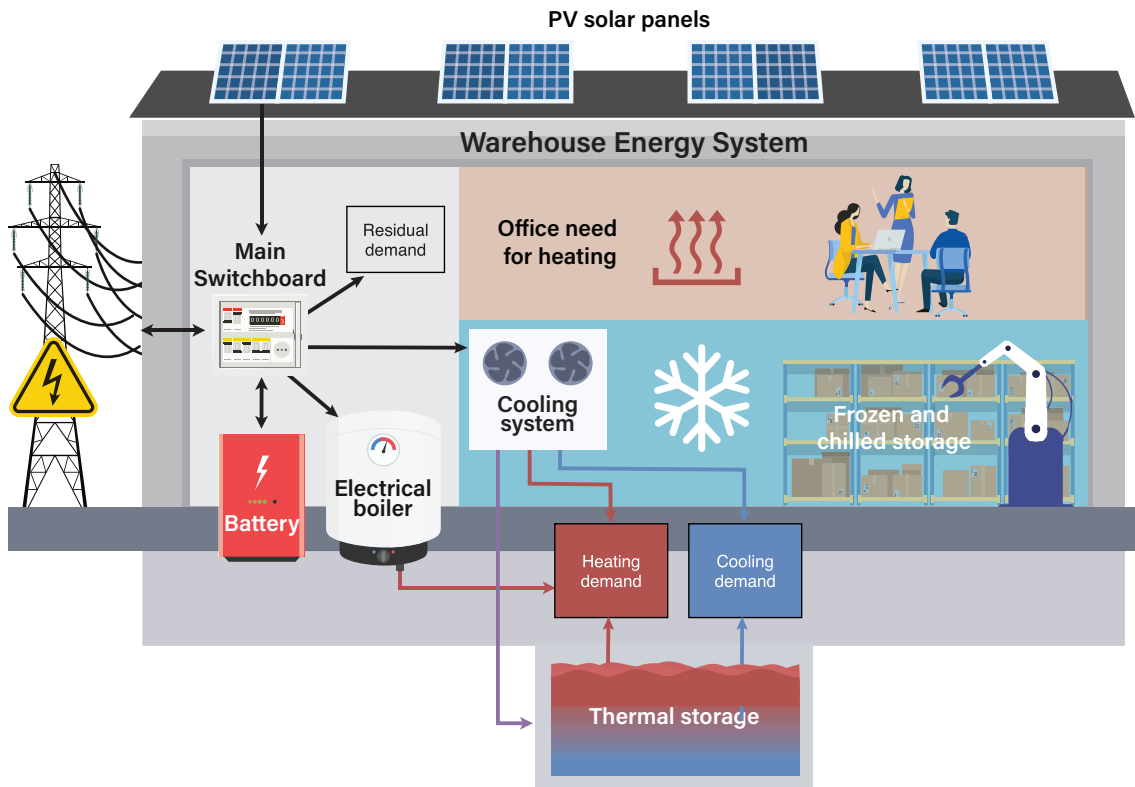 PV solar panels
Warehouse Energy System
Residual
demand
Office need
for heating
Main
Switchboard
Cooling
system
Frozen and
chilled storage
Electrical
boiler
Battery
Heating
demand
Cooling
demand
Thermal storage